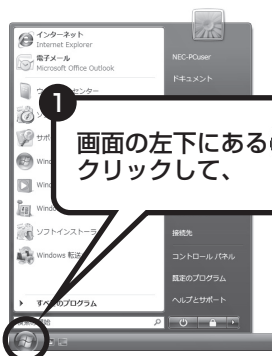 インターネット
Internet Explorer
電子メール
Microsoft Office Outlook
NEC-PCuser
ドキュメント
センター
1
画面の左下にある
クリックして、
ソフトインストーラ
Windows 転送
すべてのプログラム
接続先
コントロール パネル
既定のプログラム
ヘルプとサポート